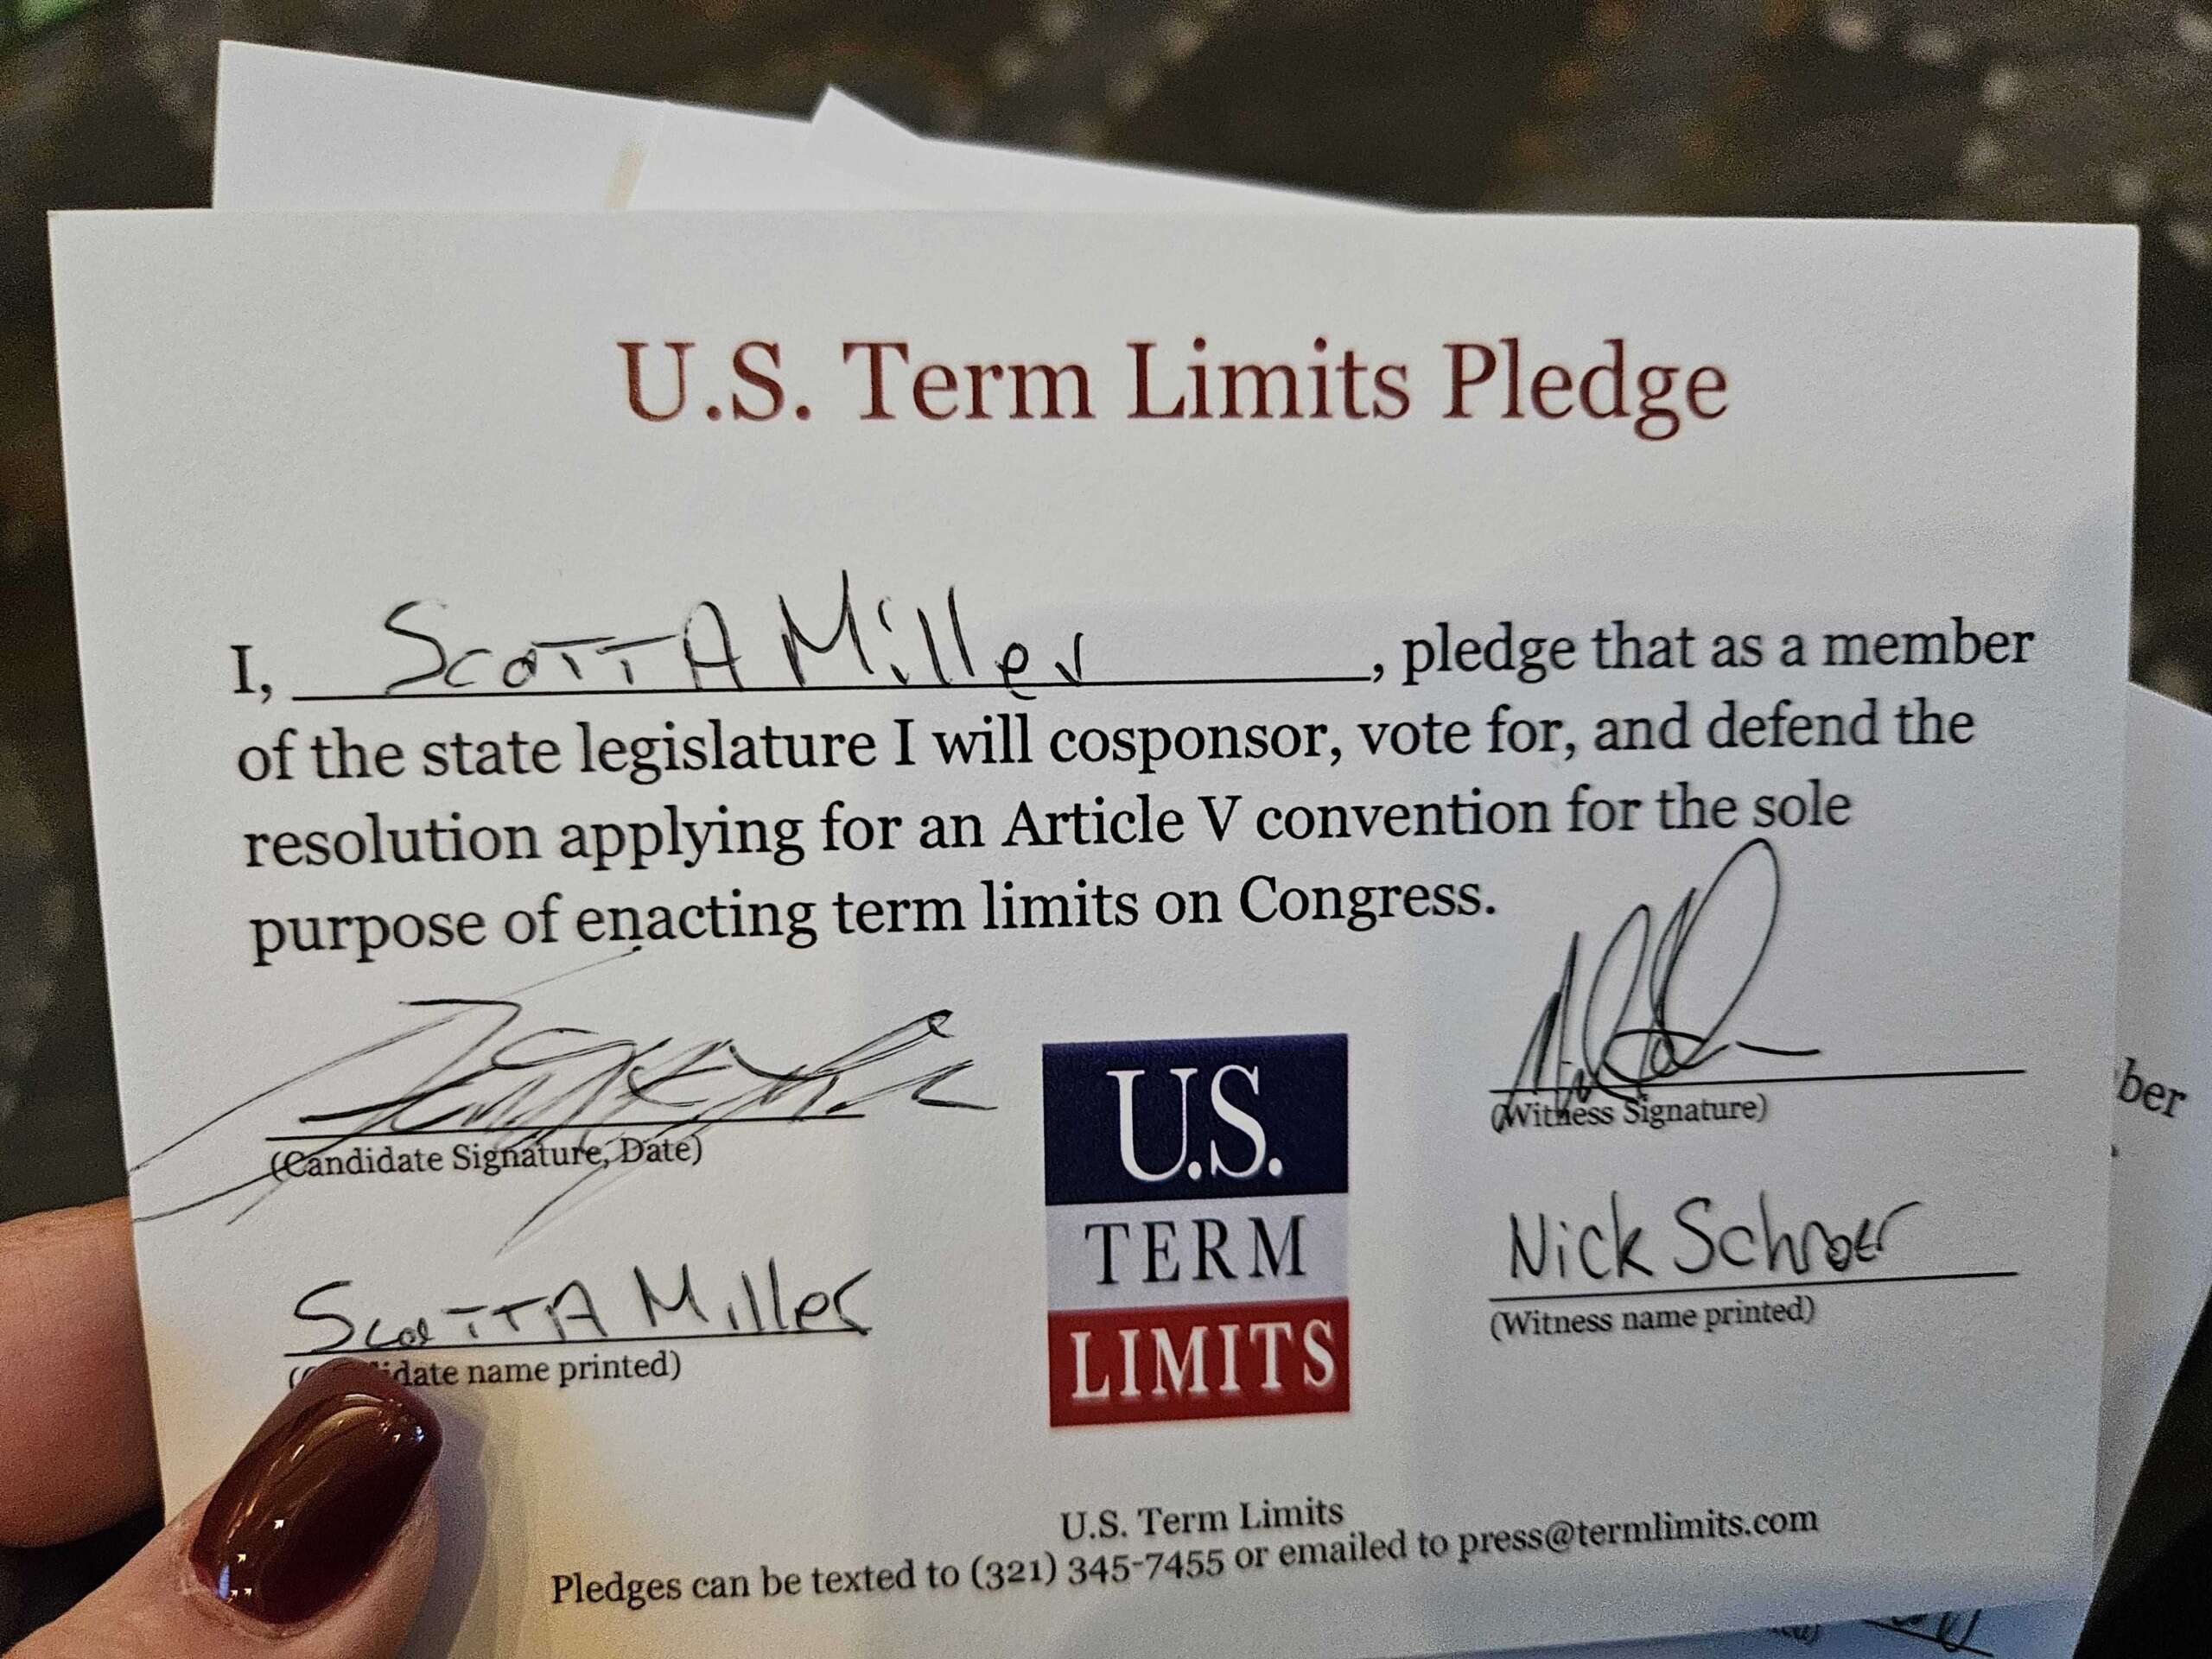 U.S. Term Limits Pledge
I, Scott A Miller, pledge that as a member
of the state legislature I will cosponsor, vote for, and defend the
resolution applying for an Article V convention for the sole
purpose of enacting term limits on Congress.
(Candidate Signature, Date)
(Witness Signature)
Scott A Miller
Nick Schroer
(Witness name printed)
name printed)
U.S.
TERM
LIMITS
U.S. Term Limits
Pledges can be texted to (321) 345-7455 or emailed to press@termlimits.com
ber